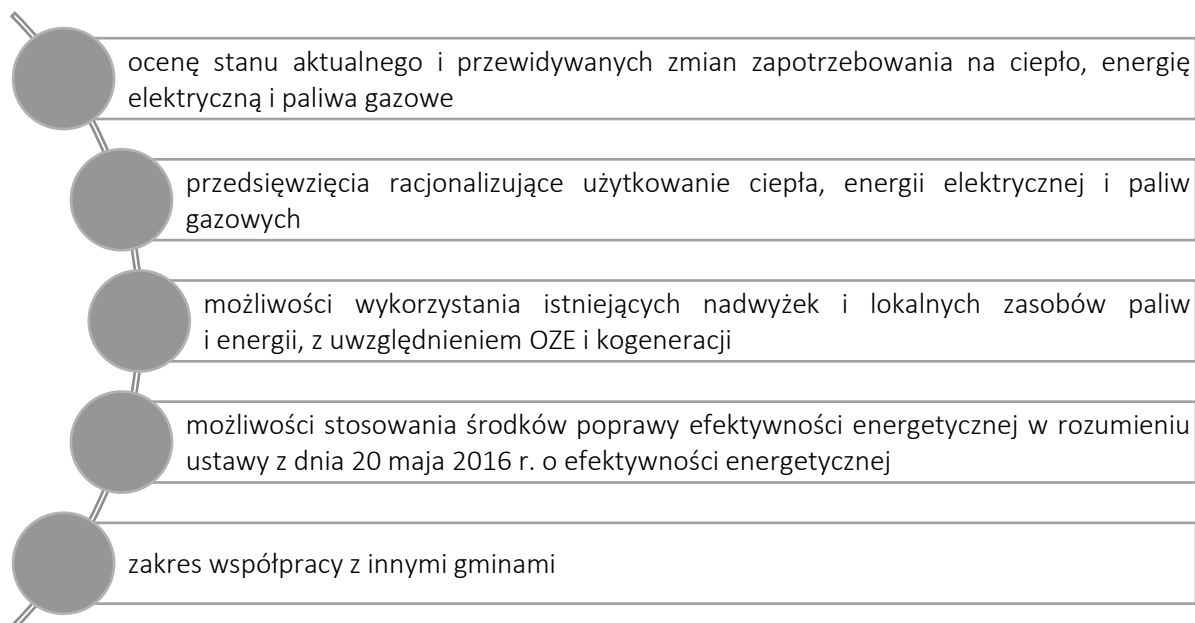 ocenę stanu aktualnego i przewidywanych zmian zapotrzebowania na ciepło, energię
elektryczną i paliwa gazowe
przedsięwzięcia racjonalizujące użytkowanie ciepła, energii elektrycznej i paliw
gazowych
możliwości wykorzystania istniejących nadwyżek i lokalnych zasobów paliw
i energii, z uwzględnieniem OZE i kogeneracji
możliwości stosowania środków poprawy efektywności energetycznej w rozumieniu
ustawy z dnia 20 maja 2016 r. o efektywności energetycznej
zakres współpracy z innymi gminami